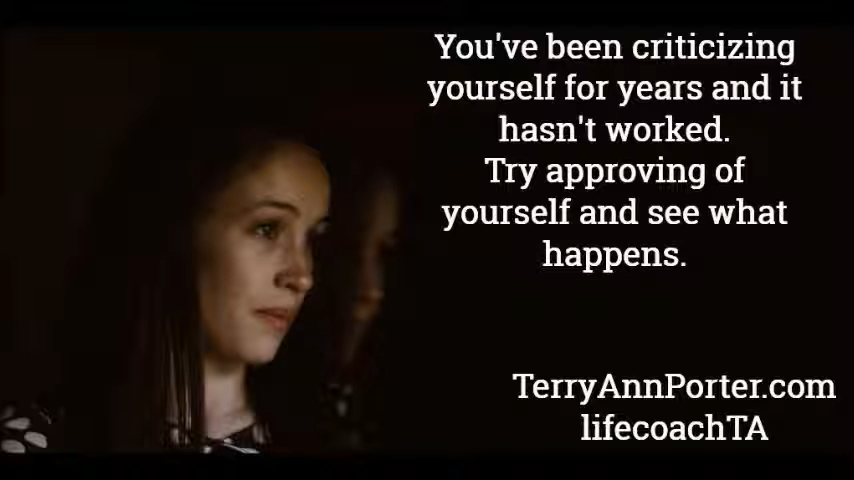 You've been criticizing
yourself for years and it
hasn't worked.
Try approving of
yourself and see what
happens.
TerryAnnPorter.com
lifecoachTA